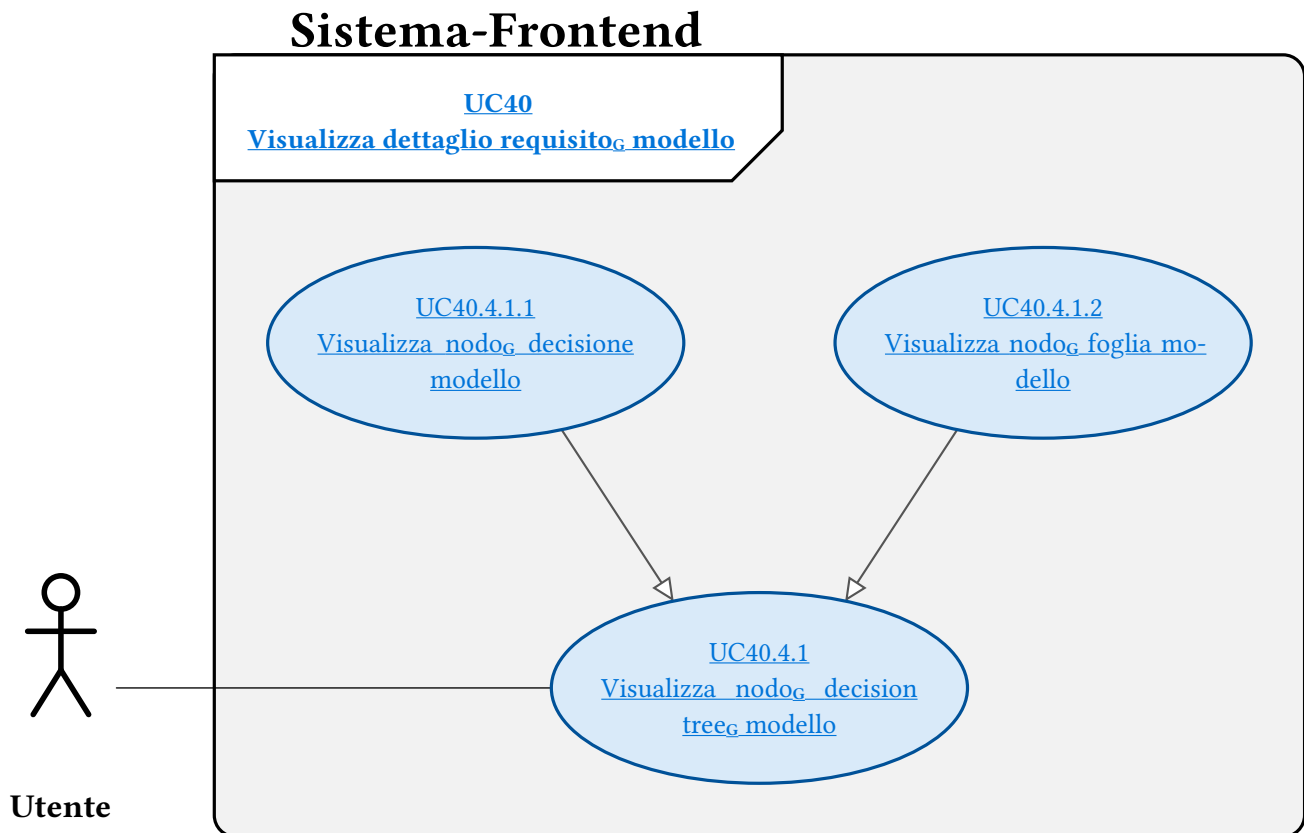 Sistema-Frontend
UC40
Visualizza dettaglio requisitoG modello
UC40.4.1.1
Visualizza nodoG decisione
modello
UC40.4.1.2
Visualizza nodoG foglia mo-
dello
UC40.4.1
Visualizza nodoG decision
treeG modello
Utente